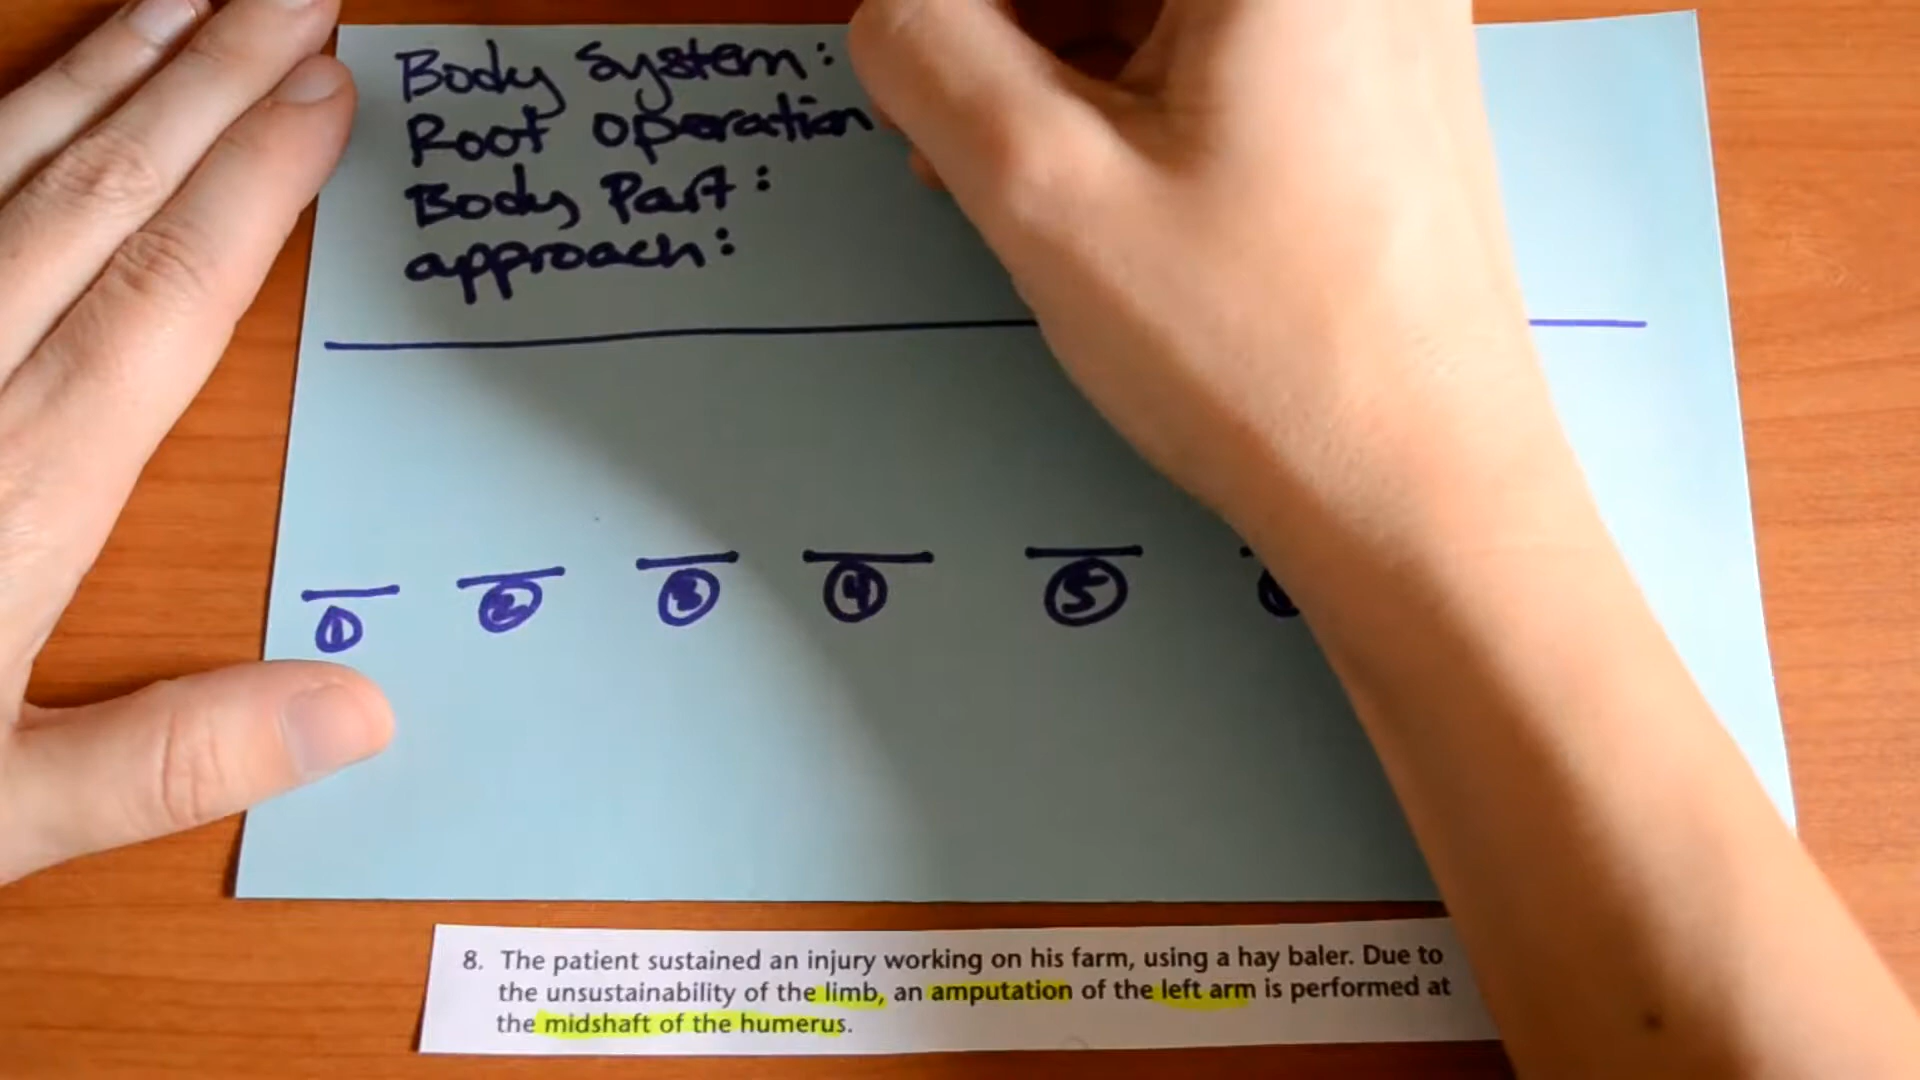 Body System:
Root Operation
Body Part:
approach:
1 2 3 4 5
8. The patient sustained an injury working on his farm, using a hay baler. Due to
the unsustainability of the limb, an amputation of the left arm is performed at
the midshaft of the humerus.